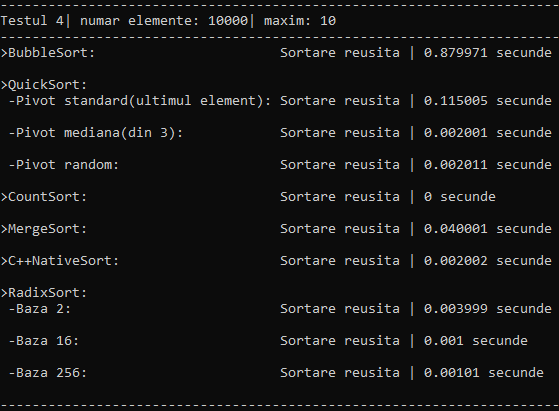 Testul 4| numar elemente: 10000| maxim: 10
>BubbleSort: Sortare reusita | 0.879971 secunde
>QuickSort:
-Pivot standard(ultimul element): Sortare reusita | 0.115005 secunde
-Pivot mediana(din 3): Sortare reusita | 0.002001 secunde
-Pivot random: Sortare reusita | 0.002011 secunde
>CountSort: Sortare reusita | 0 secunde
>MergeSort: Sortare reusita | 0.040001 secunde
>C++NativeSort: Sortare reusita | 0.002002 secunde
>RadixSort:
-Baza 2: Sortare reusita | 0.003999 secunde
-Baza 16: Sortare reusita | 0.001 secunde
-Baza 256: Sortare reusita | 0.00101 secunde